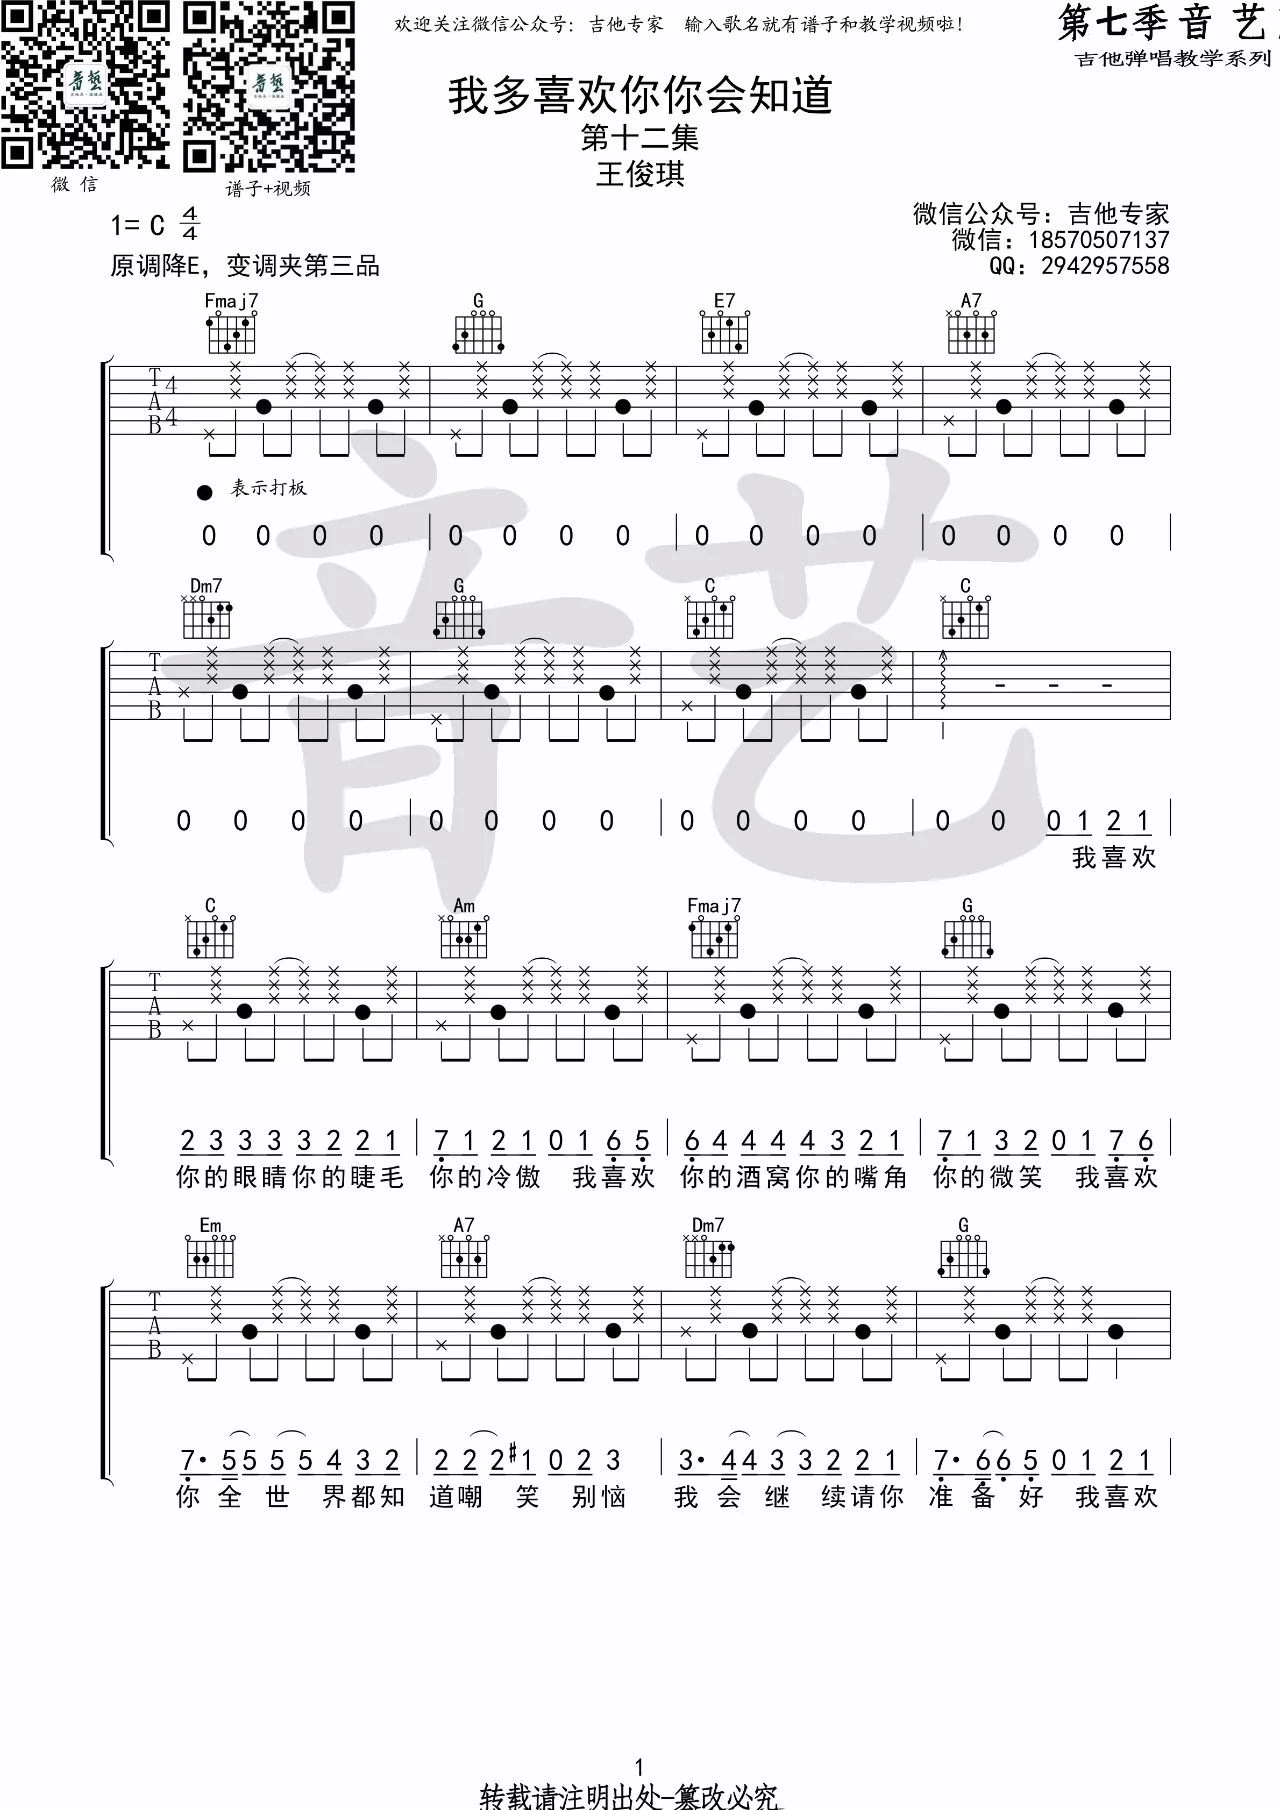 欢迎关注微信公众号：吉他专家　输入歌名就有谱子和教学视频啦！
第七季音艺
吉他弹唱教学系列
我多喜欢你你会知道
第十二集
王俊琪
微信
谱子+视频
1= C 4/4
原调降E，变调夹第三品
微信公众号：吉他专家
微信：18570507137
QQ：2942957558
Fmaj7 G E7 A7
T A B 4 4
● 表示打板
0 0 0 0 | 0 0 0 0 | 0 0 0 0 | 0 0 0 0 |
Dm7 G C C
T A B
0 0 0 0 | 0 0 0 0 | 0 0 0 0 | 0 0 0 1 2 1 |
我喜欢
C Am Fmaj7 G
T A B
2 3 3 3 3 2 2 1 | 7 1 2 1 0 1 6 5 | 6 4 4 4 4 3 2 1 | 7 1 3 2 0 1 7 6 |
你的眼睛你的睫毛 你的冷傲 我喜欢 你的酒窝你的嘴角 你的微笑 我喜欢
Em A7 Dm7 G
T A B
7· 5 5 5 5 4 3 2 | 2 2 2 #1 0 2 3 | 3· 4 4 3 3 2 2 1 | 7· 6 6 5 0 1 2 1 |
你 全 世 界都知 道嘲 笑 别恼 我 会 继 续请你 准 备 好 我喜欢
音艺
1
转载请注明出处-篡改必究